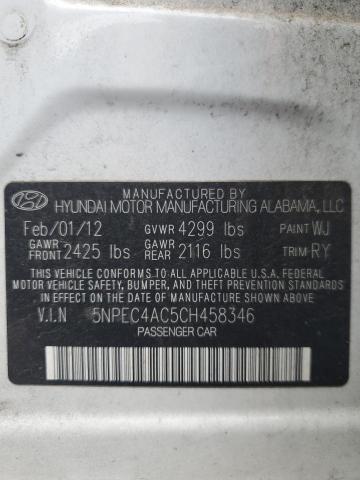 MANUFACTURED BY
HYUNDAI MOTOR MANUFACTURING ALABAMA, LLC
Feb/01/12 GVWR 4299 lbs PAINT WJ
GAWR FRONT 2425 lbs GAWR REAR 2116 lbs TRIM RY
THIS VEHICLE CONFORMS TO ALL APPLICABLE U.S.A. FEDERAL
MOTOR VEHICLE SAFETY, BUMPER, AND THEFT PREVENTION
STANDARDS IN EFFECT ON THE DATE OF MANUFACTURE SHOWN ABOVE.
V.I.N 5NPEC4AC5CH458346
PASSENGER CAR